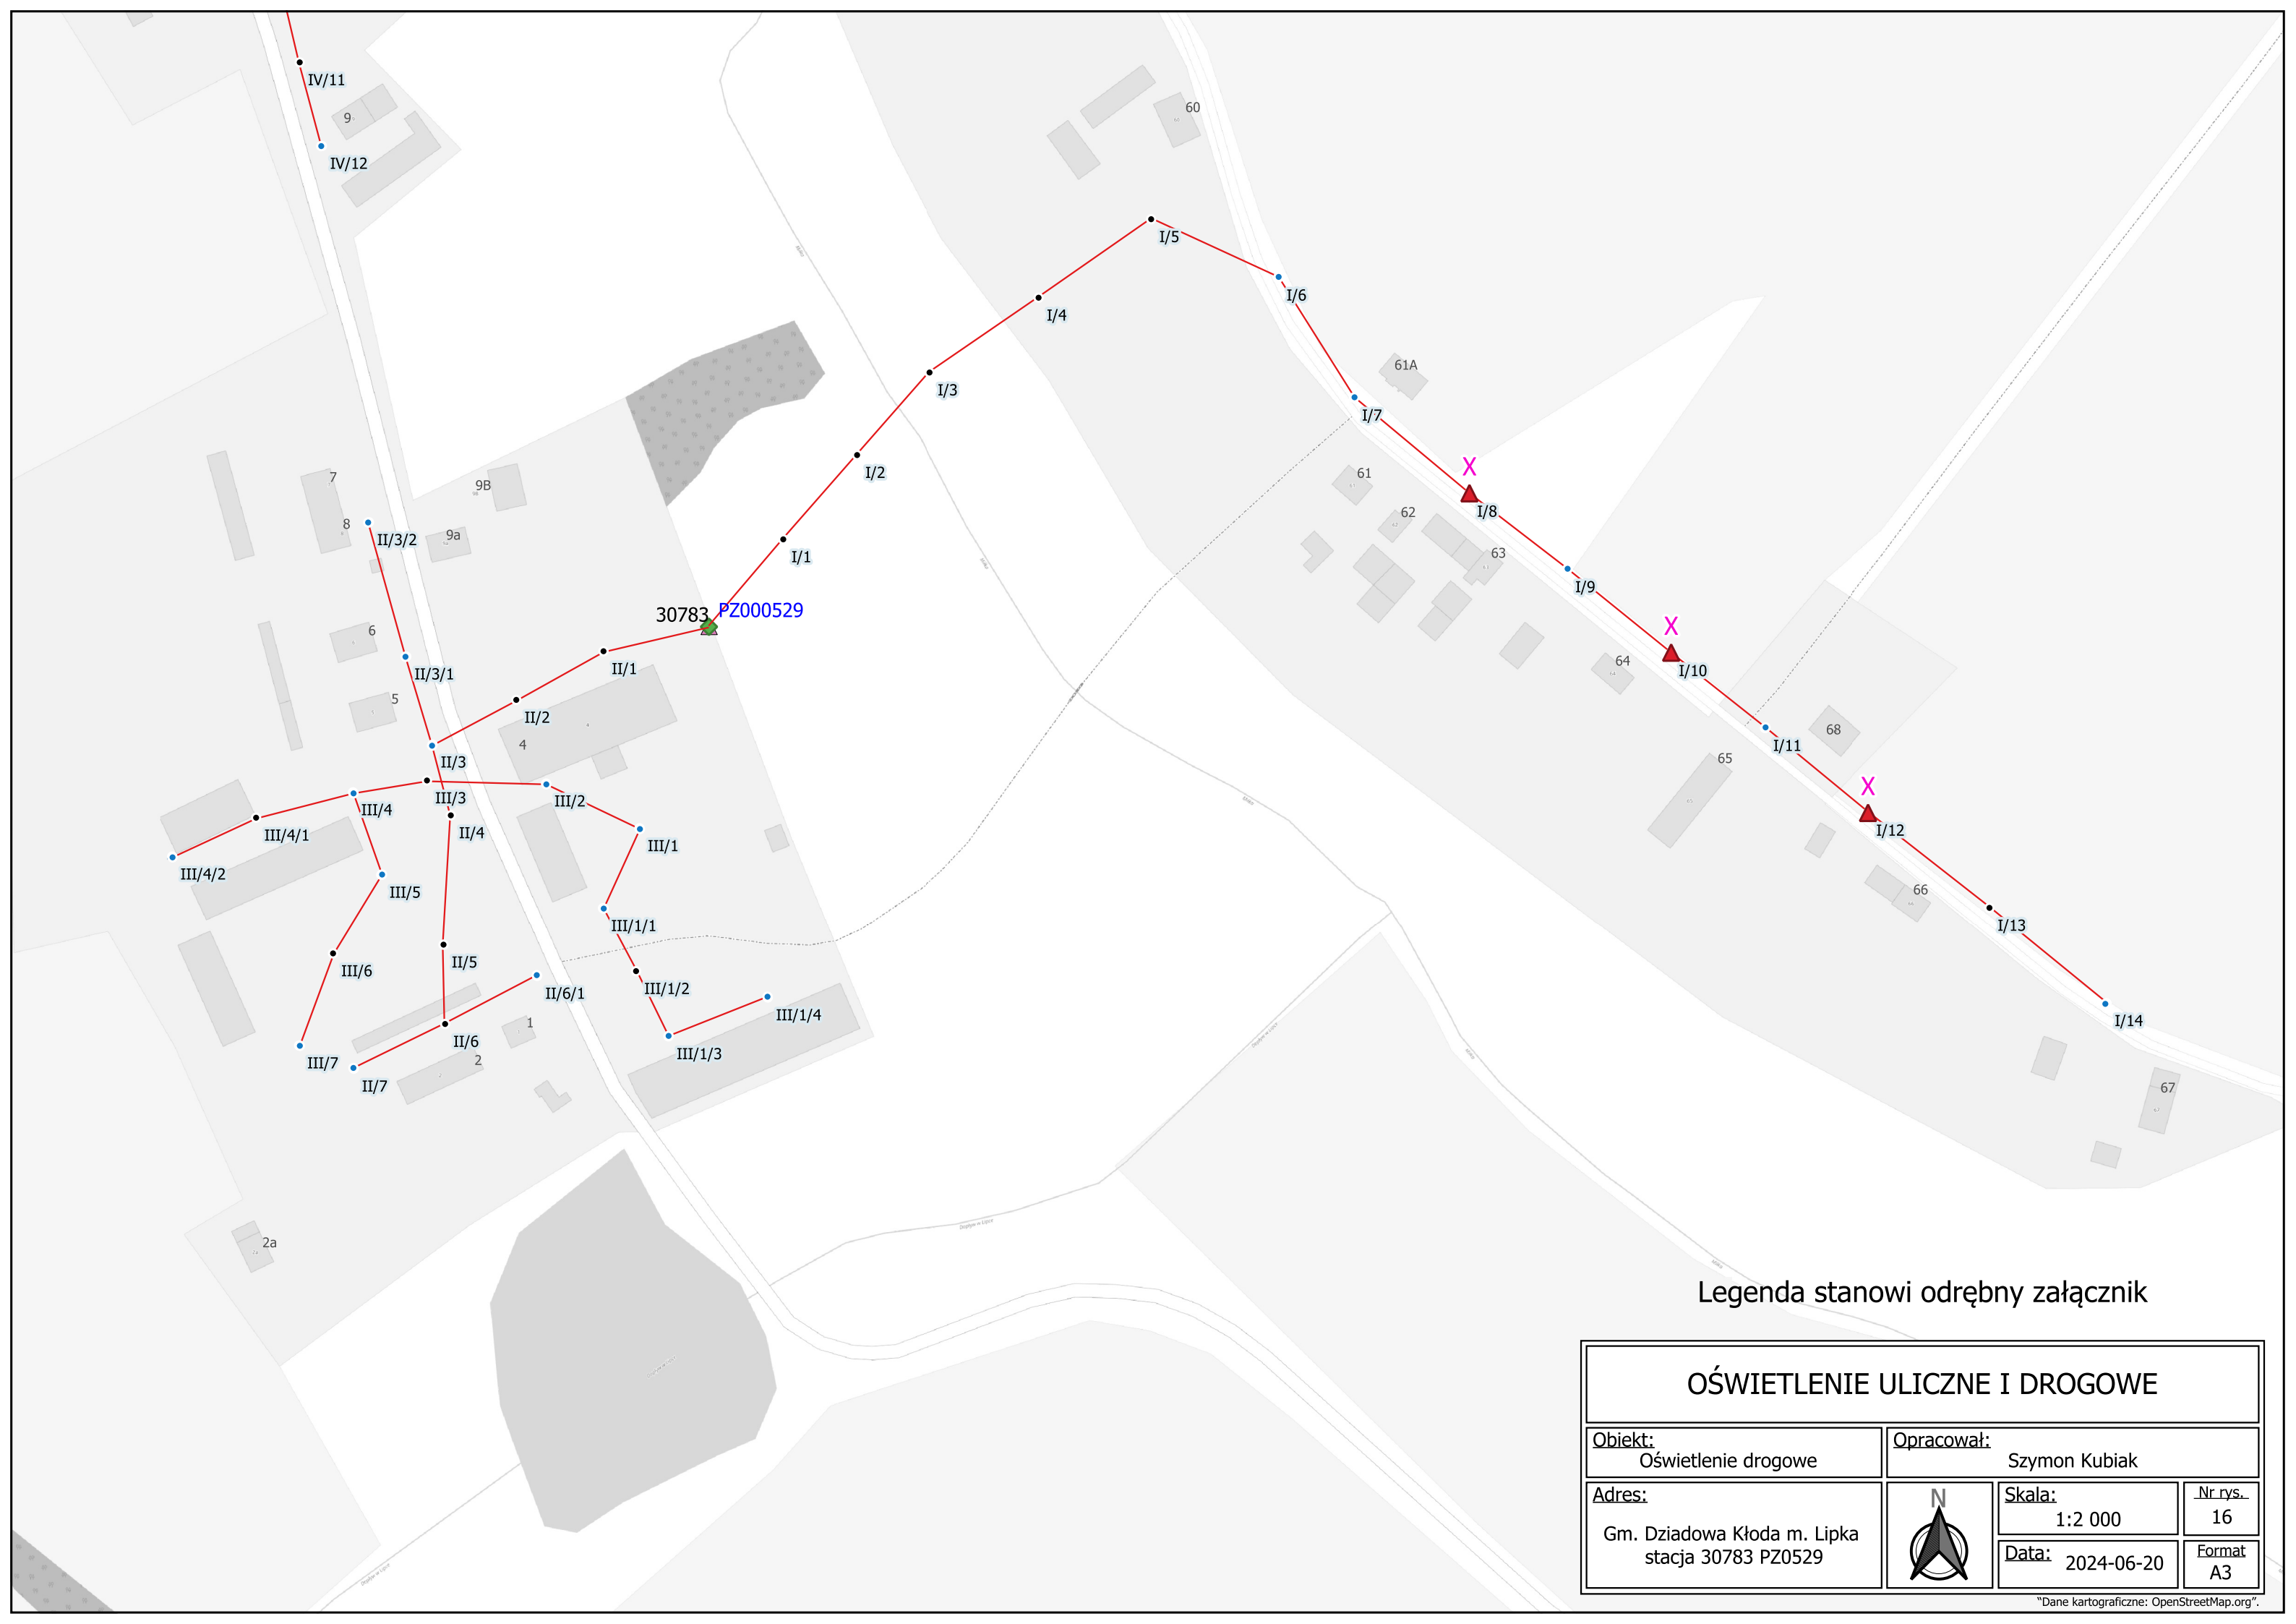 IV/11
9
IV/12
60
I/5
I/6
I/4
61A
I/3
I/7
X
I/2
61
I/8
7
9B
62
8
II/3/2
9a
63
I/1
I/9
30783
PZ000529
X
6
II/1
64
I/10
II/3/1
5
II/2
4
68
I/11
II/3
65
X
III/3
III/2
III/4
I/12
II/4
III/4/1
III/1
III/4/2
III/5
66
III/1/1
I/13
II/5
III/6
III/1/2
II/6/1
III/1/4
1
I/14
II/6
III/1/3
III/7
2
II/7
67
2a
Dopływ w Lipce
Dopływ w Lipce
Dopływ w Lipce
Legenda stanowi odrębny załącznik
OŚWIETLENIE ULICZNE I DROGOWE
Obiekt:
Oświetlenie drogowe
Opracował:
Szymon Kubiak
Adres:
Gm. Dziadowa Kłoda m. Lipka
stacja 30783 PZ0529
N
Skala:
1:2 000
Nr rys.
16
Data: 2024-06-20
Format
A3
"Dane kartograficzne: OpenStreetMap.org".